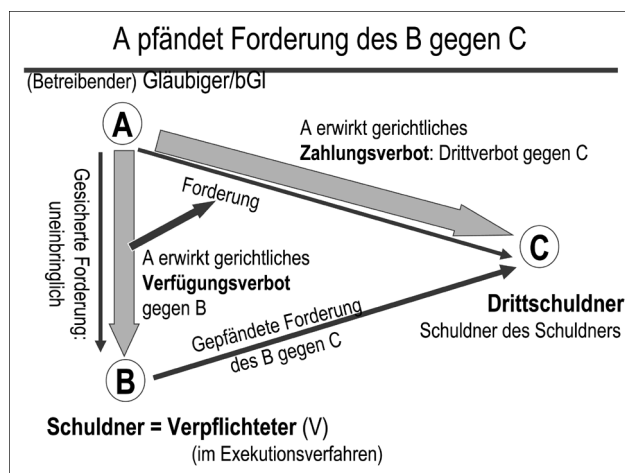 A pfändet Forderung des B gegen C
(Betreibender) Gläubiger/bGl
A
A erwirkt gerichtliches
Zahlungsverbot: Drittverbot gegen C
Gesicherte Forderung:
uneinbringlich
Forderung
A erwirkt gerichtliches
Verfügungsverbot
gegen B
C
Drittschuldner
Schuldner des Schuldners
Gepfändete Forderung
des B gegen C
B
Schuldner = Verpflichteter (V)
(im Exekutionsverfahren)